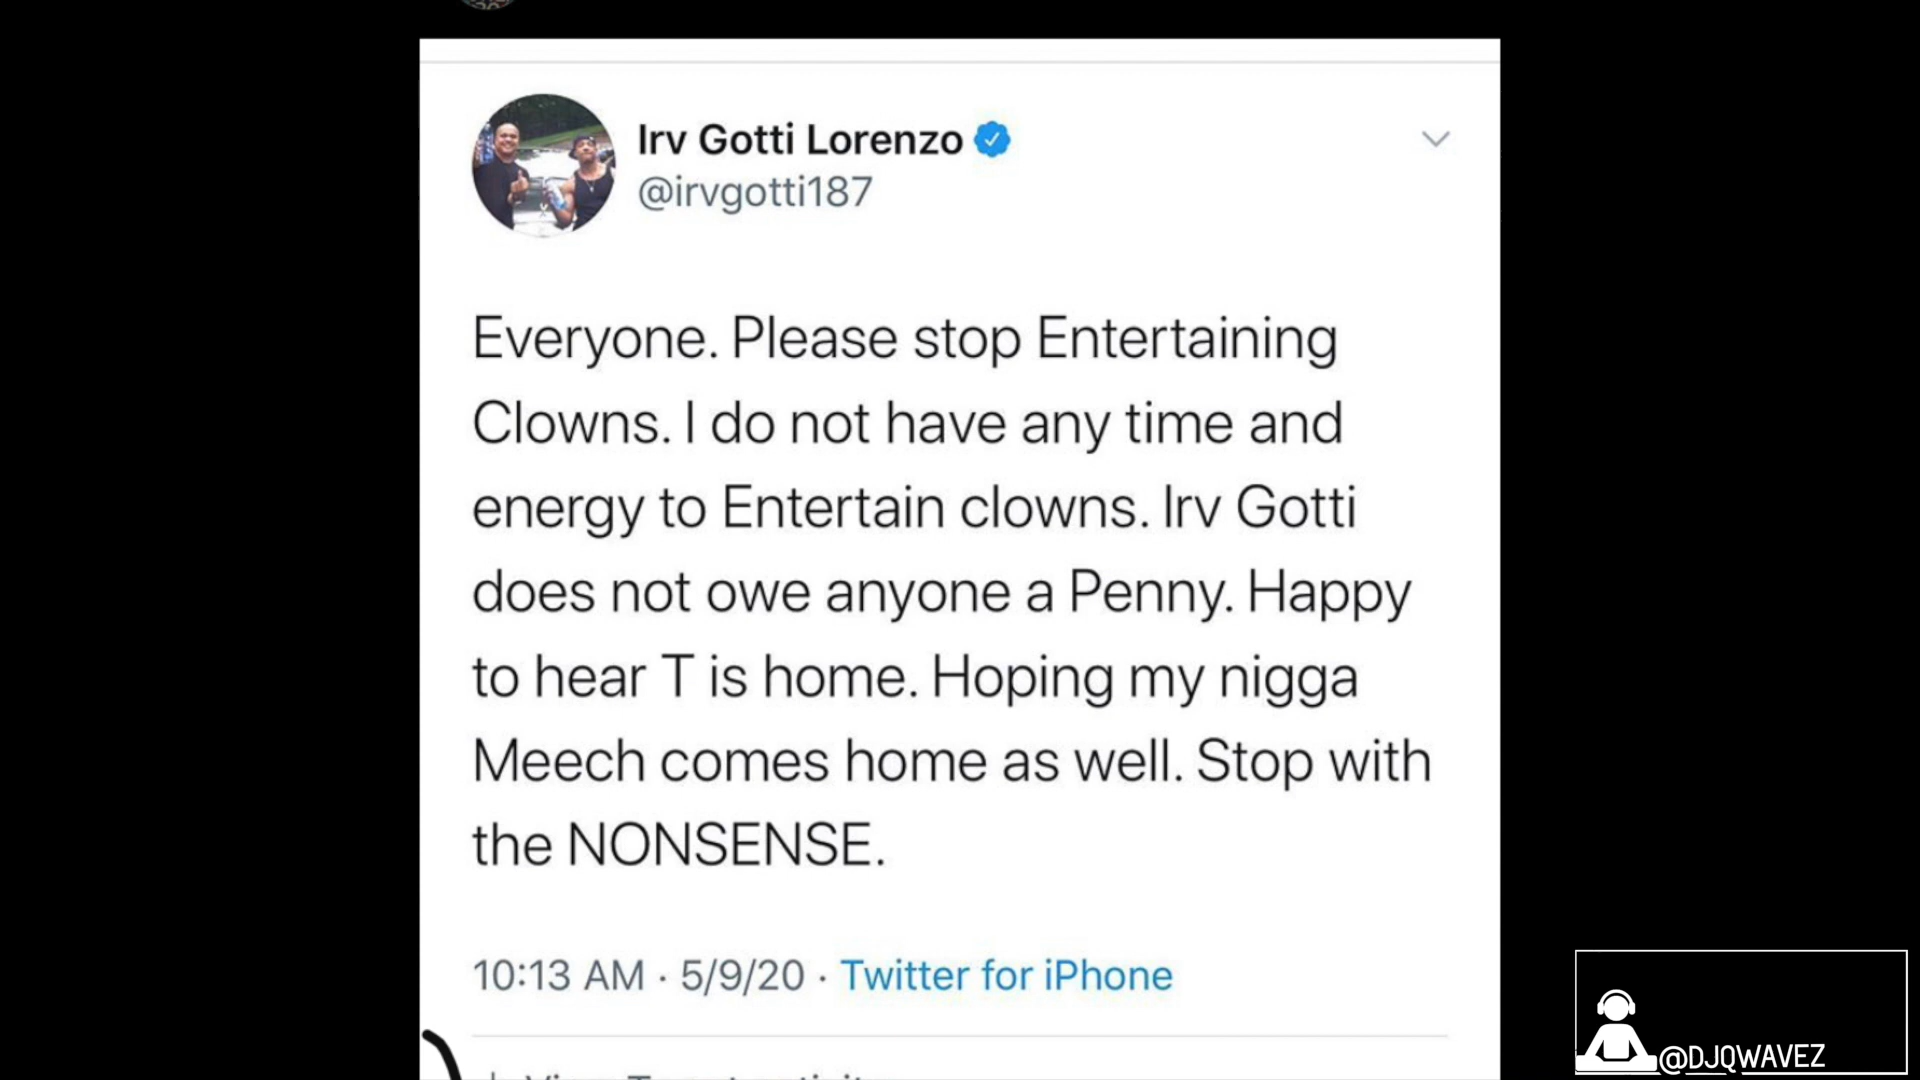 Irv Gotti Lorenzo
@irvgotti187
Everyone. Please stop Entertaining
Clowns. I do not have any time and
energy to Entertain clowns. Irv Gotti
does not owe anyone a Penny. Happy
to hear T is home. Hoping my nigga
Meech comes home as well. Stop with
the NONSENSE.
10:13 AM · 5/9/20 · Twitter for iPhone
@DJQWAVEZ